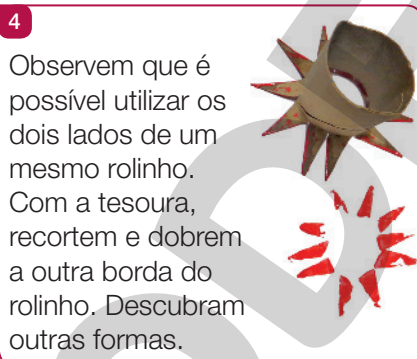 4
Observem que é
possível utilizar os
dois lados de um
mesmo rolinho.
Com a tesoura,
recortem e dobrem
a outra borda do
rolinho. Descubram
outras formas.